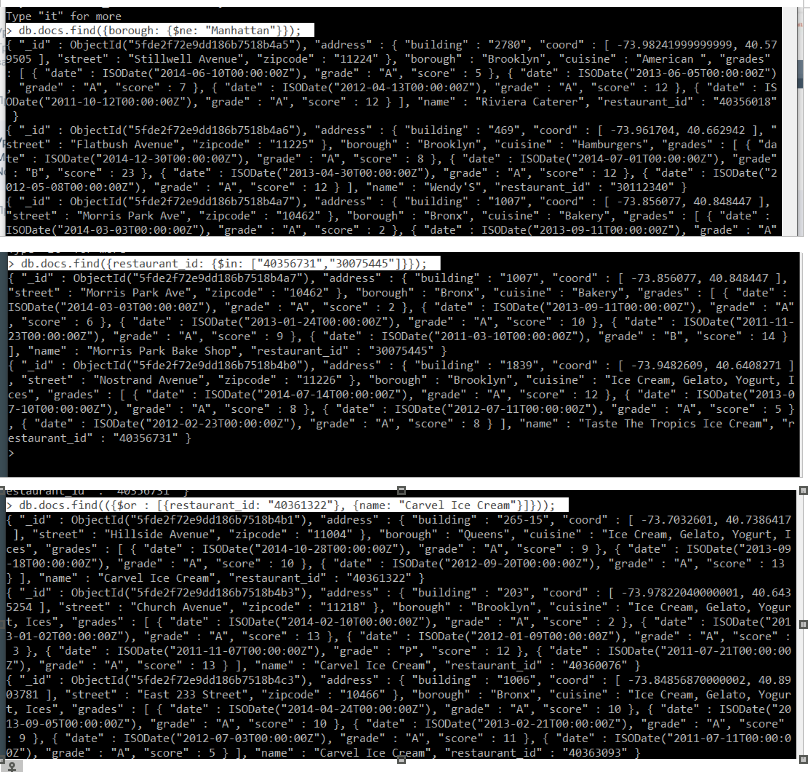 Type "it" for more
> db.docs.find({borough: {$ne: "Manhattan"}});
{ "_id" : ObjectId("5fde2f72e9dd186b7518b4a5"), "address" : { "building" : "2780", "coord" : [ -73.98241999999999, 40.57
9505 ], "street" : "Stillwell Avenue", "zipcode" : "11224" }, "borough" : "Brooklyn", "cuisine" : "American ", "grades"
: [ { "date" : ISODate("2014-06-10T00:00:00Z"), "grade" : "A", "score" : 5 }, { "date" : ISODate("2013-06-05T00:00:00Z")
, "grade" : "A", "score" : 7 }, { "date" : ISODate("2012-04-13T00:00:00Z"), "grade" : "A", "score" : 12 }, { "date" : IS
ODate("2011-10-12T00:00:00Z"), "grade" : "A", "score" : 12 } ], "name" : "Riviera Caterer", "restaurant_id" : "40356018"
}
{ "_id" : ObjectId("5fde2f72e9dd186b7518b4a6"), "address" : { "building" : "469", "coord" : [ -73.961704, 40.662942 ], "
street" : "Flatbush Avenue", "zipcode" : "11225" }, "borough" : "Brooklyn", "cuisine" : "Hamburgers", "grades" : [ { "da
te" : ISODate("2014-12-30T00:00:00Z"), "grade" : "A", "score" : 8 }, { "date" : ISODate("2014-07-01T00:00:00Z"), "grade"
: "B", "score" : 23 }, { "date" : ISODate("2013-04-30T00:00:00Z"), "grade" : "A", "score" : 12 }, { "date" : ISODate("2
012-05-08T00:00:00Z"), "grade" : "A", "score" : 12 } ], "name" : "Wendy'S", "restaurant_id" : "30112340" }
{ "_id" : ObjectId("5fde2f72e9dd186b7518b4a7"), "address" : { "building" : "1007", "coord" : [ -73.856077, 40.848447 ],
"street" : "Morris Park Ave", "zipcode" : "10462" }, "borough" : "Bronx", "cuisine" : "Bakery", "grades" : [ { "date" :
ISODate("2014-03-03T00:00:00Z"), "grade" : "A", "score" : 2 }, { "date" : ISODate("2013-09-11T00:00:00Z"), "grade" : "A"
> db.docs.find({restaurant_id: {$in: ["40356731","30075445"]}});
{ "_id" : ObjectId("5fde2f72e9dd186b7518b4a7"), "address" : { "building" : "1007", "coord" : [ -73.856077, 40.848447 ],
"street" : "Morris Park Ave", "zipcode" : "10462" }, "borough" : "Bronx", "cuisine" : "Bakery", "grades" : [ { "date" :
ISODate("2014-03-03T00:00:00Z"), "grade" : "A", "score" : 2 }, { "date" : ISODate("2013-09-11T00:00:00Z"), "grade" : "A"
, "score" : 6 }, { "date" : ISODate("2013-01-24T00:00:00Z"), "grade" : "A", "score" : 10 }, { "date" : ISODate("2011-11-
23T00:00:00Z"), "grade" : "A", "score" : 9 }, { "date" : ISODate("2011-03-10T00:00:00Z"), "grade" : "B", "score" : 14 }
], "name" : "Morris Park Bake Shop", "restaurant_id" : "30075445" }
{ "_id" : ObjectId("5fde2f72e9dd186b7518b4b0"), "address" : { "building" : "1839", "coord" : [ -73.9482609, 40.6408271 ]
, "street" : "Nostrand Avenue", "zipcode" : "11226" }, "borough" : "Brooklyn", "cuisine" : "Ice Cream, Gelato, Yogurt, I
ces", "grades" : [ { "date" : ISODate("2014-07-14T00:00:00Z"), "grade" : "A", "score" : 12 }, { "date" : ISODate("2013-0
7-10T00:00:00Z"), "grade" : "A", "score" : 8 }, { "date" : ISODate("2012-07-11T00:00:00Z"), "grade" : "A", "score" : 5 }
, { "date" : ISODate("2012-02-23T00:00:00Z"), "grade" : "A", "score" : 8 } ], "name" : "Taste The Tropics Ice Cream", "r
estaurant_id" : "40356731" }
>
estaurant_id" : "40356731" }
> db.docs.find(({$or : [{restaurant_id: "40361322"}, {name: "Carvel Ice Cream"}]}));
{ "_id" : ObjectId("5fde2f72e9dd186b7518b4b1"), "address" : { "building" : "265-15", "coord" : [ -73.7032601, 40.7386417
], "street" : "Hillside Avenue", "zipcode" : "11004" }, "borough" : "Queens", "cuisine" : "Ice Cream, Gelato, Yogurt, I
ces", "grades" : [ { "date" : ISODate("2014-10-28T00:00:00Z"), "grade" : "A", "score" : 9 }, { "date" : ISODate("2013-09
-18T00:00:00Z"), "grade" : "A", "score" : 10 }, { "date" : ISODate("2012-09-20T00:00:00Z"), "grade" : "A", "score" : 13
} ], "name" : "Carvel Ice Cream", "restaurant_id" : "40361322" }
{ "_id" : ObjectId("5fde2f72e9dd186b7518b4b3"), "address" : { "building" : "203", "coord" : [ -73.97822040000001, 40.643
5254 ], "street" : "Church Avenue", "zipcode" : "11218" }, "borough" : "Brooklyn", "cuisine" : "Ice Cream, Gelato, Yogur
t, Ices", "grades" : [ { "date" : ISODate("2014-02-10T00:00:00Z"), "grade" : "A", "score" : 2 }, { "date" : ISODate("201
3-01-02T00:00:00Z"), "grade" : "A", "score" : 13 }, { "date" : ISODate("2012-01-09T00:00:00Z"), "grade" : "A", "score" :
3 }, { "date" : ISODate("2011-11-07T00:00:00Z"), "grade" : "P", "score" : 12 }, { "date" : ISODate("2011-07-21T00:00:00
Z"), "grade" : "A", "score" : 13 } ], "name" : "Carvel Ice Cream", "restaurant_id" : "40360076" }
{ "_id" : ObjectId("5fde2f72e9dd186b7518b4c3"), "address" : { "building" : "1006", "coord" : [ -73.84856870000002, 40.89
03781 ], "street" : "East 233 Street", "zipcode" : "10466" }, "borough" : "Bronx", "cuisine" : "Ice Cream, Gelato, Yogur
t, Ices", "grades" : [ { "date" : ISODate("2014-04-24T00:00:00Z"), "grade" : "A", "score" : 10 }, { "date" : ISODate("20
13-09-05T00:00:00Z"), "grade" : "A", "score" : 10 }, { "date" : ISODate("2013-02-21T00:00:00Z"), "grade" : "A", "score"
: 9 }, { "date" : ISODate("2012-07-03T00:00:00Z"), "grade" : "A", "score" : 11 }, { "date" : ISODate("2011-07-11T00:00:0
0Z"), "grade" : "A", "score" : 5 } ], "name" : "Carvel Ice Cream", "restaurant_id" : "40363093" }